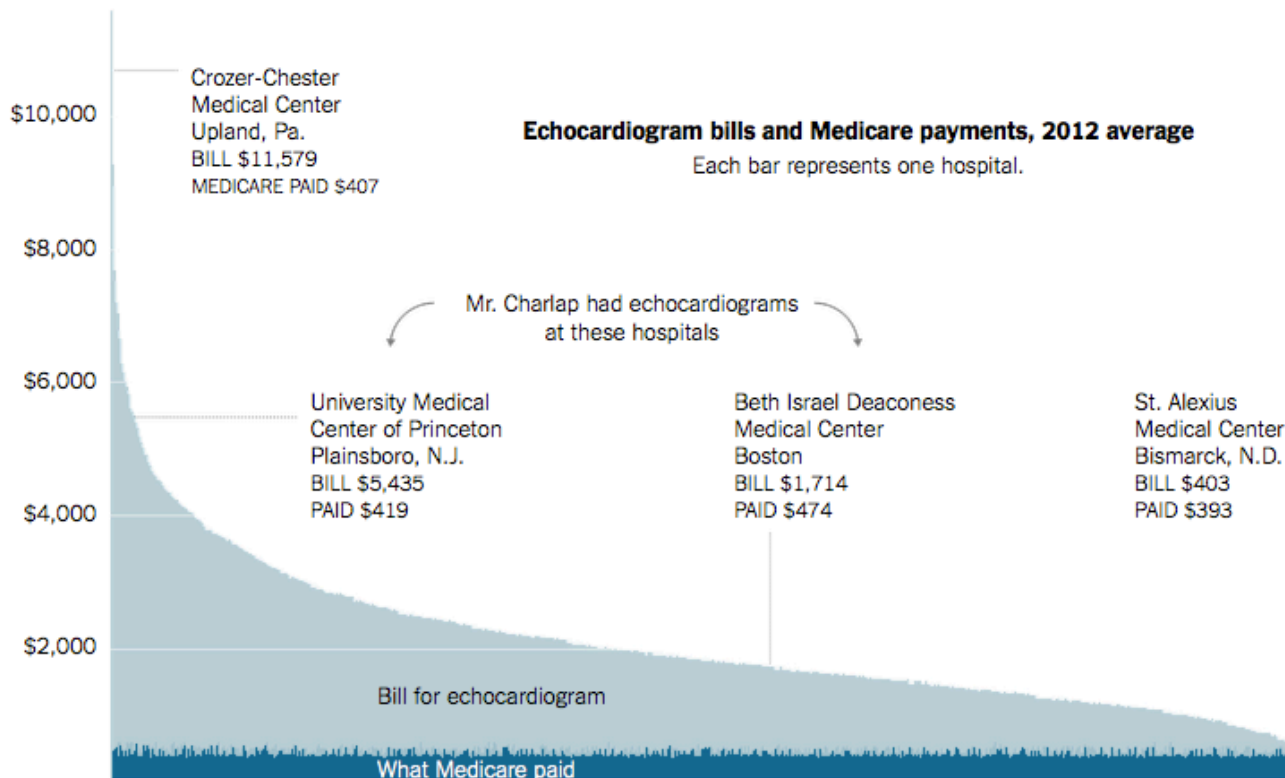 Crozer-Chester
Medical Center
Upland, Pa.
BILL $11,579
MEDICARE PAID $407
$10,000
Echocardiogram bills and Medicare payments, 2012 average
Each bar represents one hospital.
$8,000
Mr. Charlap had echocardiograms
at these hospitals
$6,000
University Medical
Center of Princeton
Plainsboro, N.J.
BILL $5,435
PAID $419
Beth Israel Deaconess
Medical Center
Boston
BILL $1,714
PAID $474
St. Alexius
Medical Center
Bismarck, N.D.
BILL $403
PAID $393
$4,000
$2,000
Bill for echocardiogram
What Medicare paid